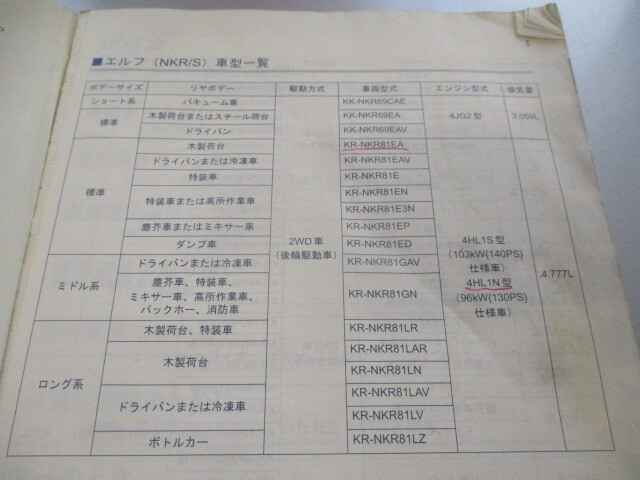 ■エルフ（NKR/S）車型一覧
ボデーサイズ リヤボデー 駆動方式 車両型式 エンジン型式 排気量
ショート系 バキューム車 KK-NKR69CAE
標準 木製荷台またはスチール荷台 KK-NKR69EA 4JG2型 3.059L
ドライバン KK-NKR69EAV
木製荷台 KR-NKR81EA
ドライバンまたは冷凍車 KR-NKR81EAV
特装車 KR-NKR81E
標準 特装車または高所作業車 KR-NKR81EN
KR-NKR81E3N
塵芥車またはミキサー車 KR-NKR81EP
ダンプ車 KR-NKR81ED
2WD車
（後輪駆動車）
4HL1S型
（103kW{140PS}
仕様車）
4HL1N型
（96kW{130PS}
仕様車）
4.777L
ミドル系 ドライバンまたは冷凍車 KR-NKR81GAV
塵芥車、特装車、
ミキサー車、高所作業車、
バックホー、消防車
KR-NKR81GN
ロング系 木製荷台、特装車 KR-NKR81LR
木製荷台 KR-NKR81LAR
KR-NKR81LN
ドライバンまたは冷凍車 KR-NKR81LAV
KR-NKR81LV
ボトルカー KR-NKR81LZ